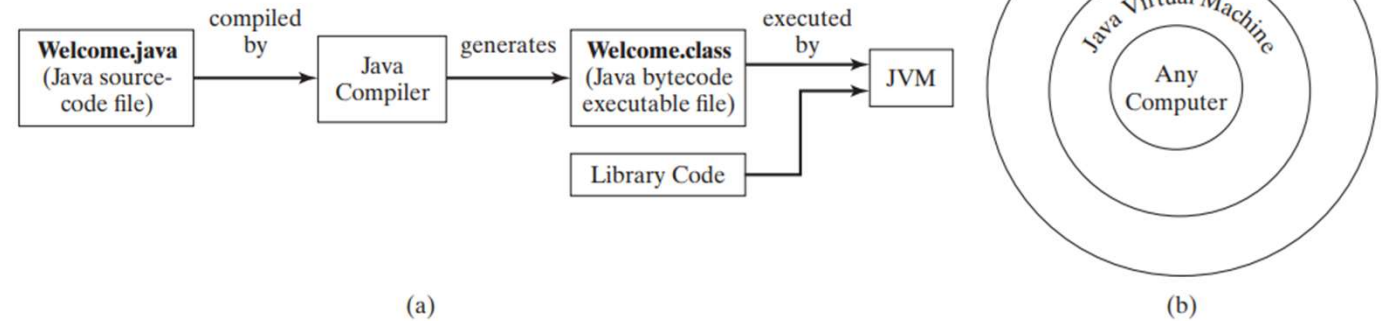 compiled
by
Welcome.java
(Java source-
code file)
Java
Compiler
generates
Welcome.class
(Java bytecode
executable file)
executed
by
JVM
Library Code
(a)
Java Virtual Machine
Any
Computer
(b)